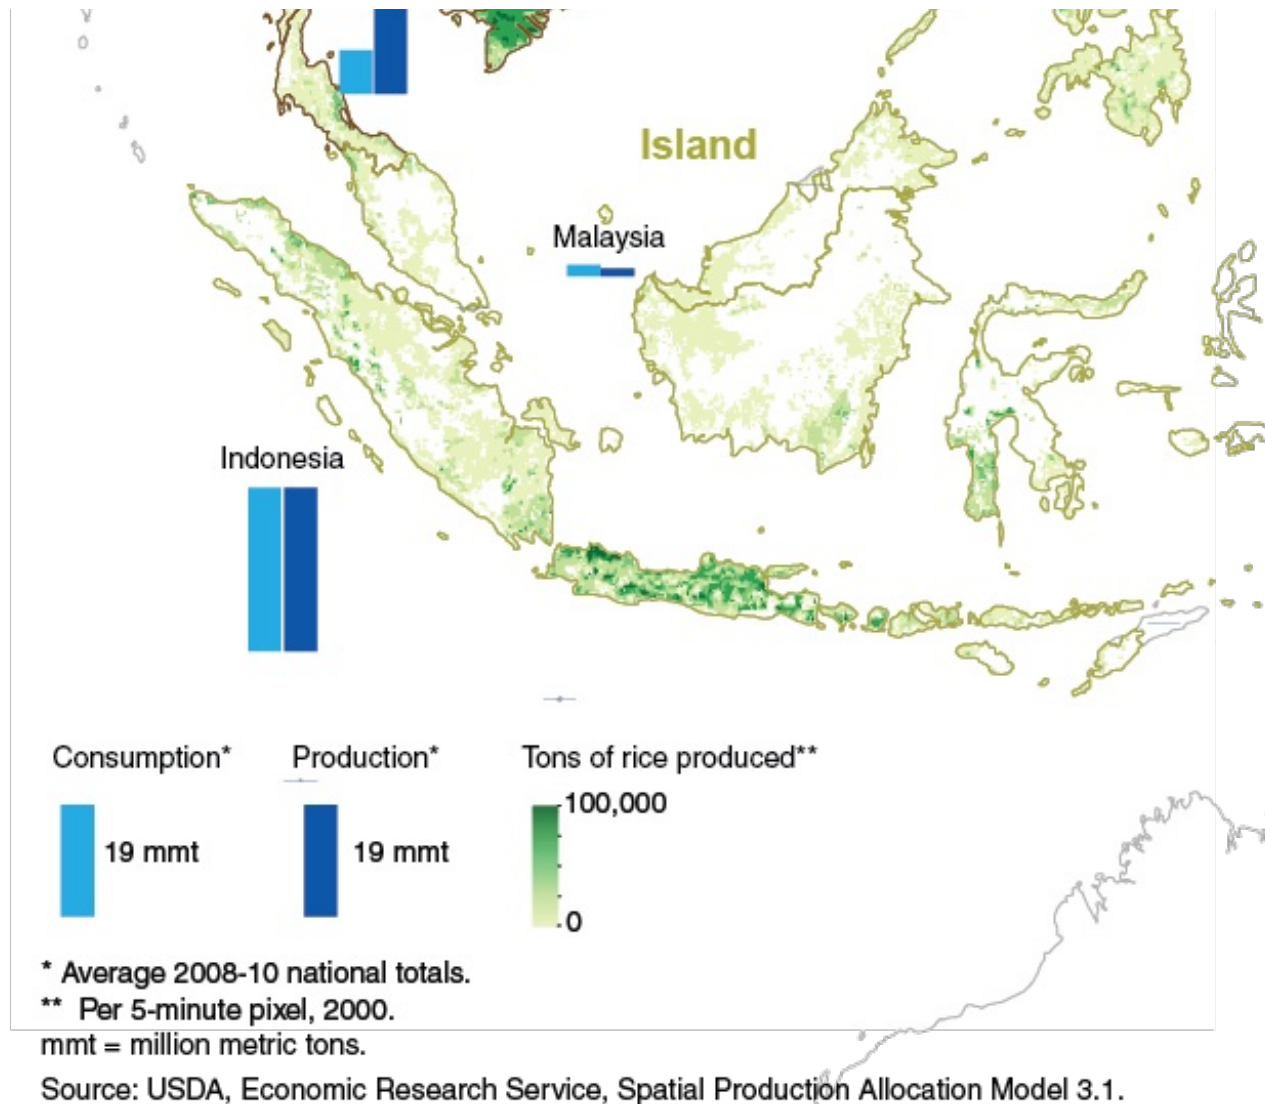 Island
Malaysia
Indonesia
Consumption* Production* Tons of rice produced**
100,000
19 mmt 19 mmt
0
* Average 2008-10 national totals.
** Per 5-minute pixel, 2000.
mmt = million metric tons.
Source: USDA, Economic Research Service, Spatial Production Allocation Model 3.1.